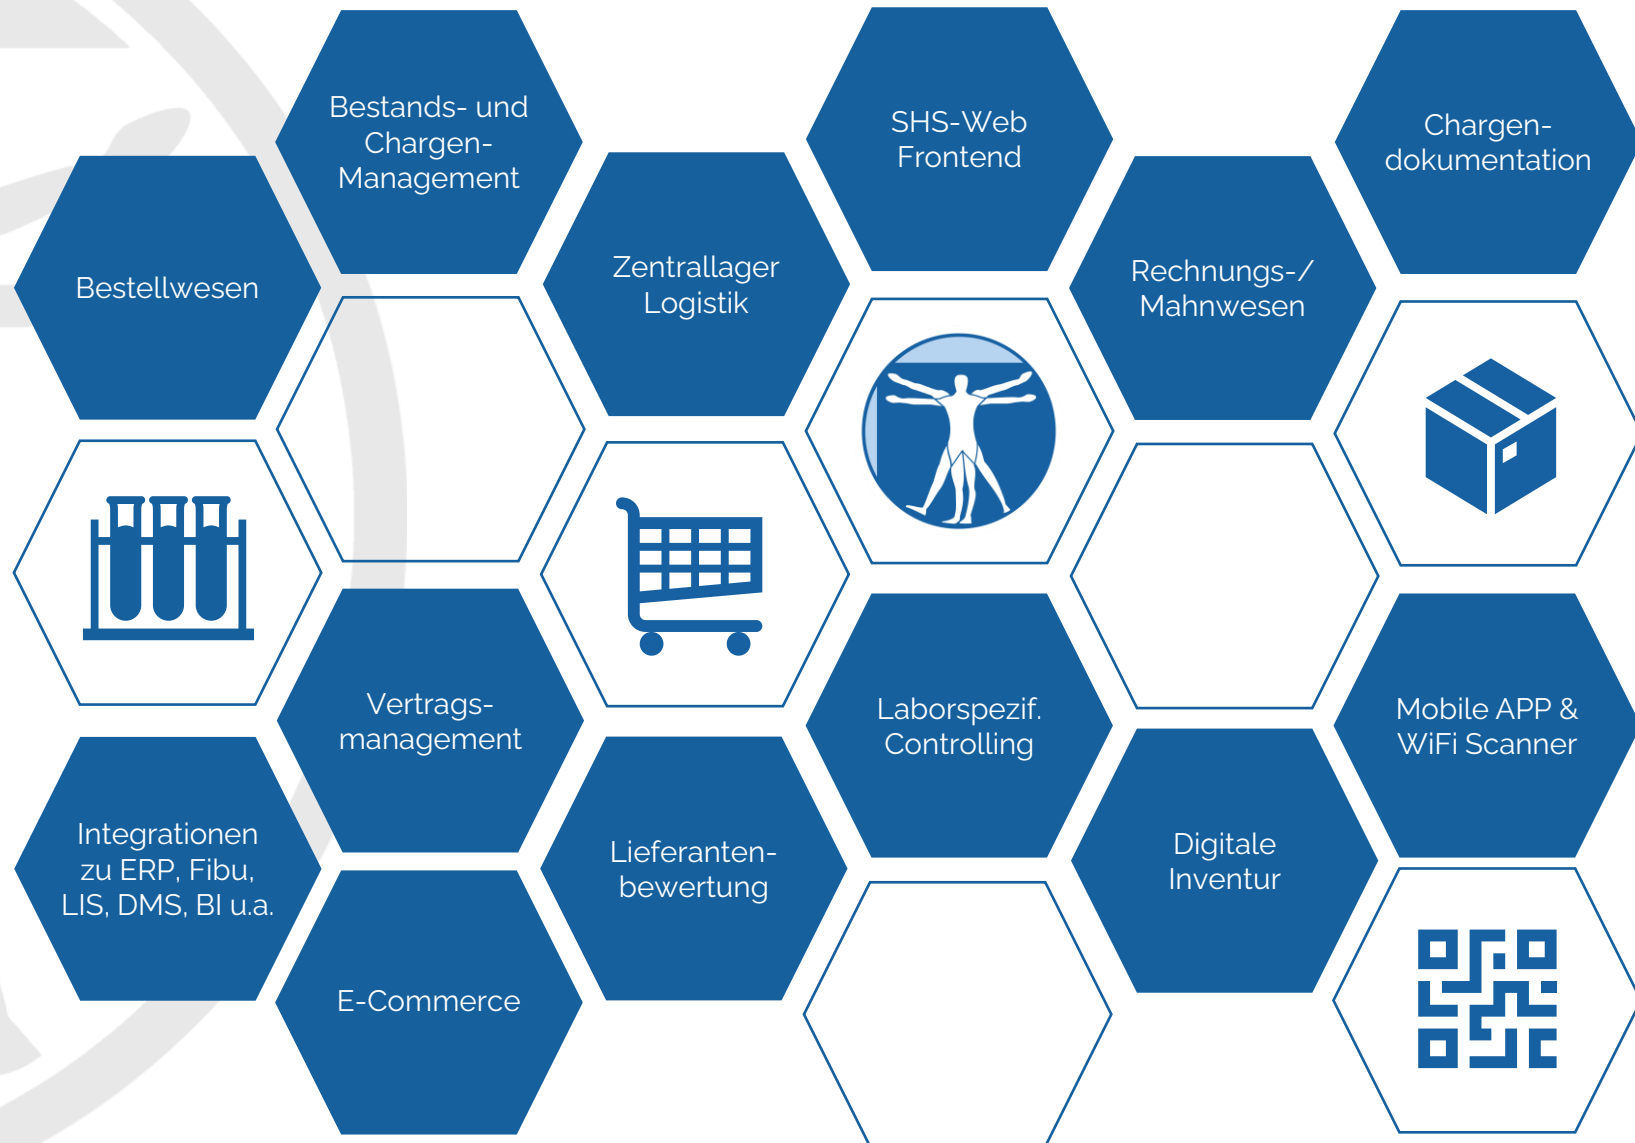 Bestands- und
Chargen-
Management
SHS-Web
Frontend
Chargen-
dokumentation
Bestellwesen
Zentrallager
Logistik
Rechnungs-/
Mahnwesen
Vertrags-
management
Laborspezif.
Controlling
Mobile APP &
WiFi Scanner
Integrationen
zu ERP, Fibu,
LIS, DMS, BI u.a.
Lieferanten-
bewertung
Digitale
Inventur
E-Commerce